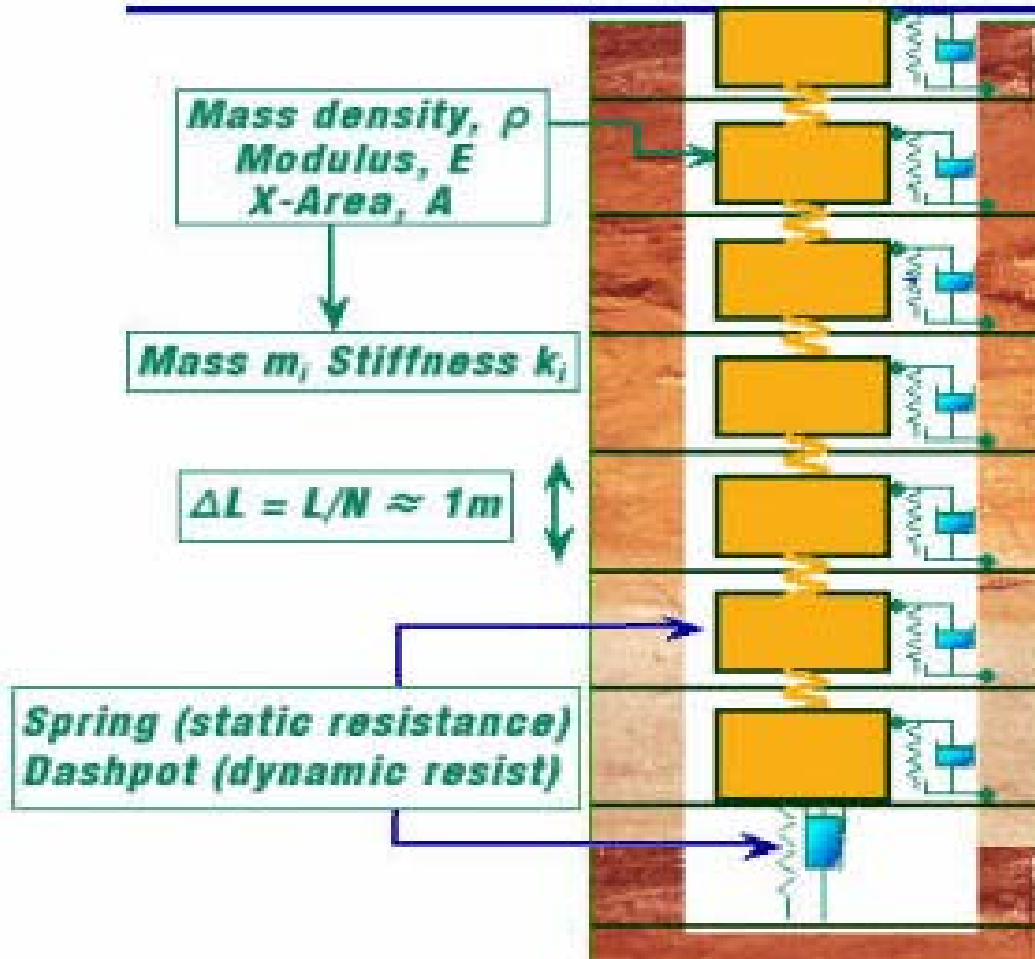 Mass density, ρ
Modulus, E
X-Area, A
Mass mᵢ Stiffness kᵢ
ΔL = L/N ≈ 1m
Spring (static resistance)
Dashpot (dynamic resist)